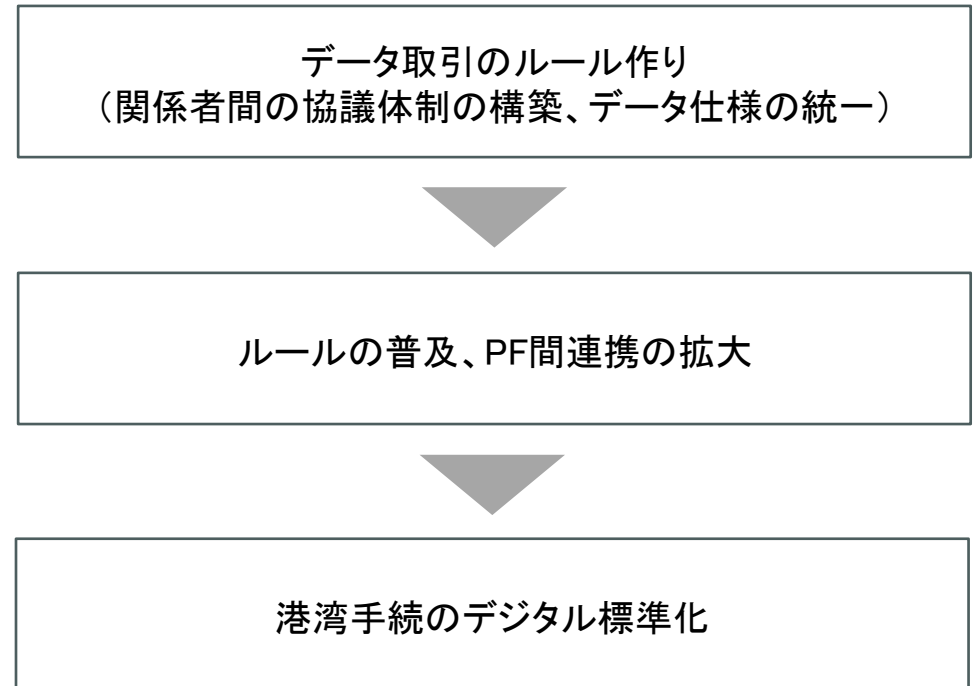 データ取引のルール作り
（関係者間の協議体制の構築、データ仕様の統一）
ルールの普及、PF間連携の拡大
港湾手続のデジタル標準化